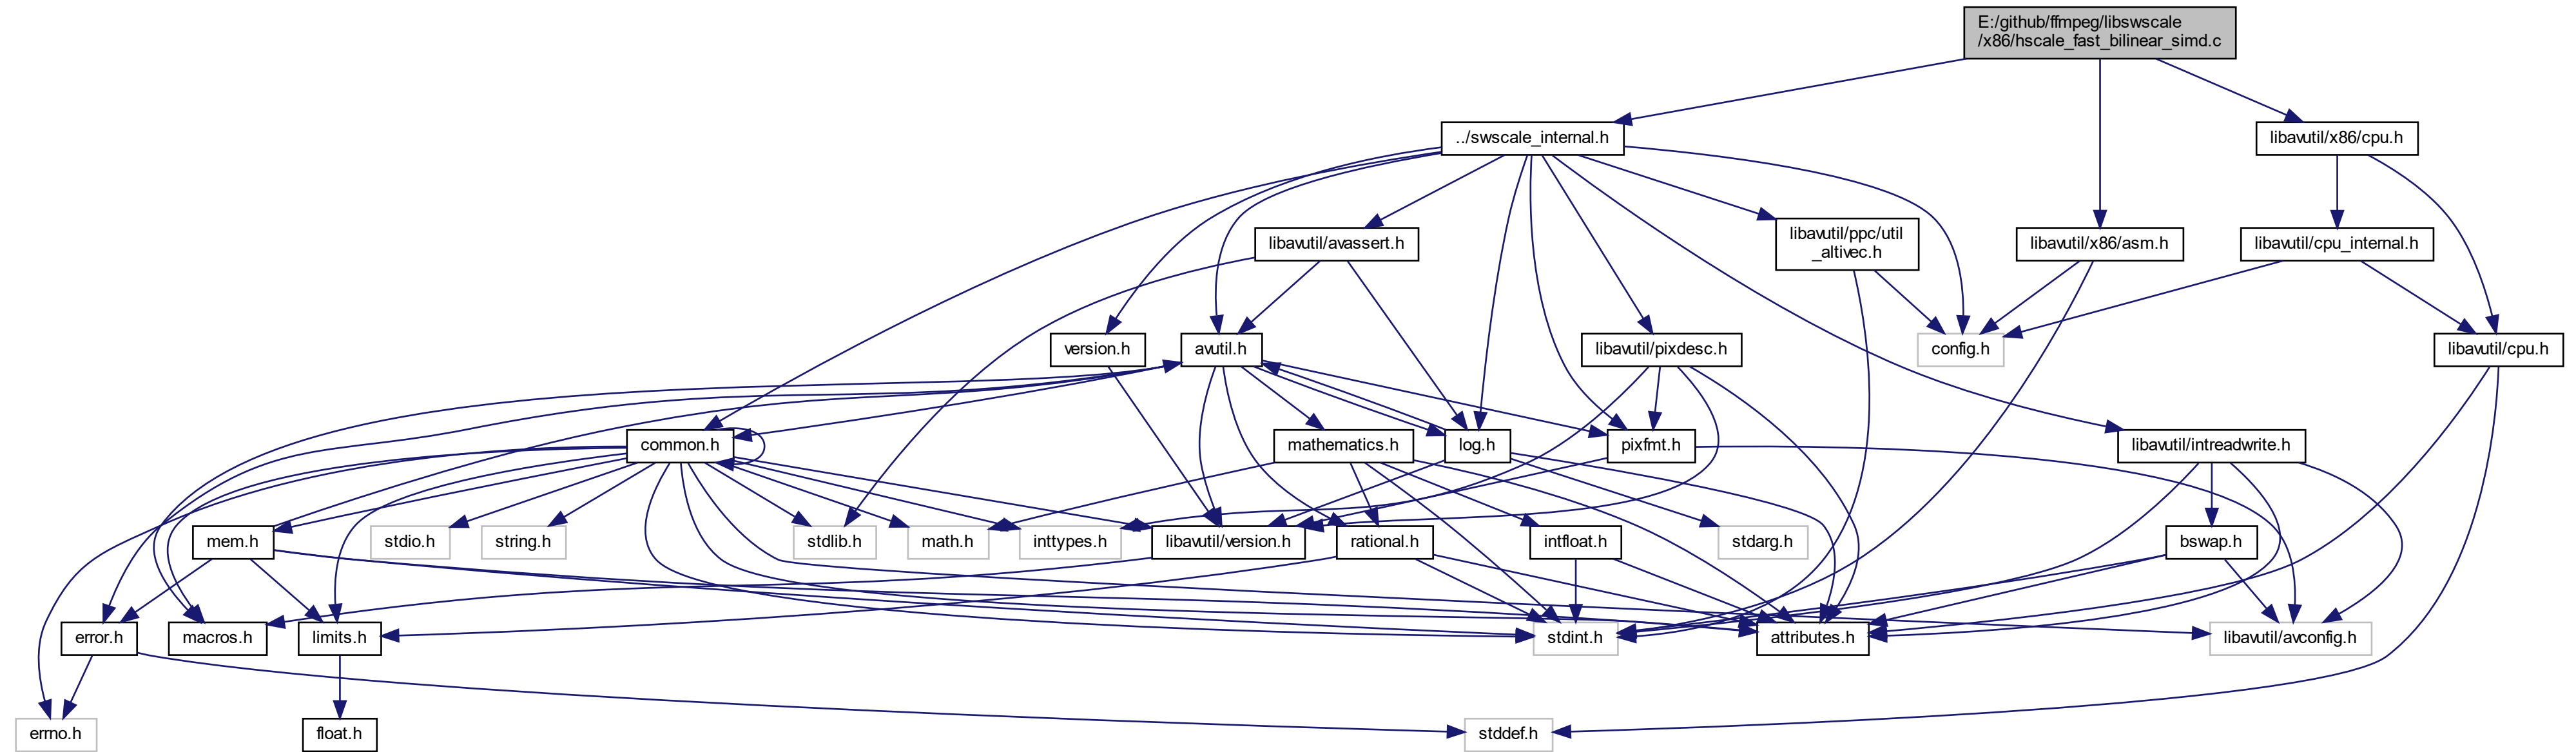 E:/github/ffmpeg/libswscale
/x86/hscale_fast_bilinear_simd.c
../swscale_internal.h
libavutil/x86/cpu.h
libavutil/avassert.h
libavutil/ppc/util
_altivec.h
libavutil/x86/asm.h
libavutil/cpu_internal.h
version.h
avutil.h
libavutil/pixdesc.h
config.h
libavutil/cpu.h
common.h
mathematics.h
log.h
pixfmt.h
libavutil/intreadwrite.h
mem.h
stdio.h
string.h
stdlib.h
math.h
inttypes.h
libavutil/version.h
rational.h
intfloat.h
stdarg.h
bswap.h
error.h
macros.h
limits.h
stdint.h
attributes.h
libavutil/avconfig.h
errno.h
float.h
stddef.h